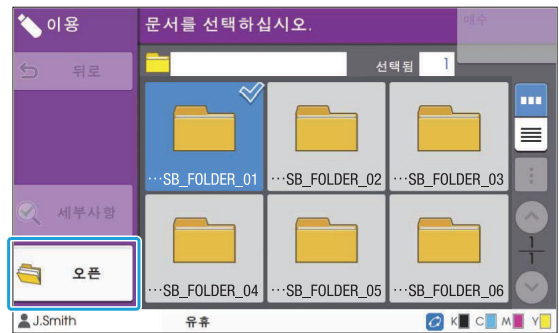 이용
문서를 선택하십시오.
매수
뒤로
선택됨 1
···SB_FOLDER_01 ···SB_FOLDER_02 ···SB_FOLDER_03
세부사항
1
1
오픈
···SB_FOLDER_04 ···SB_FOLDER_05 ···SB_FOLDER_06
J.Smith 유휴 K C M Y